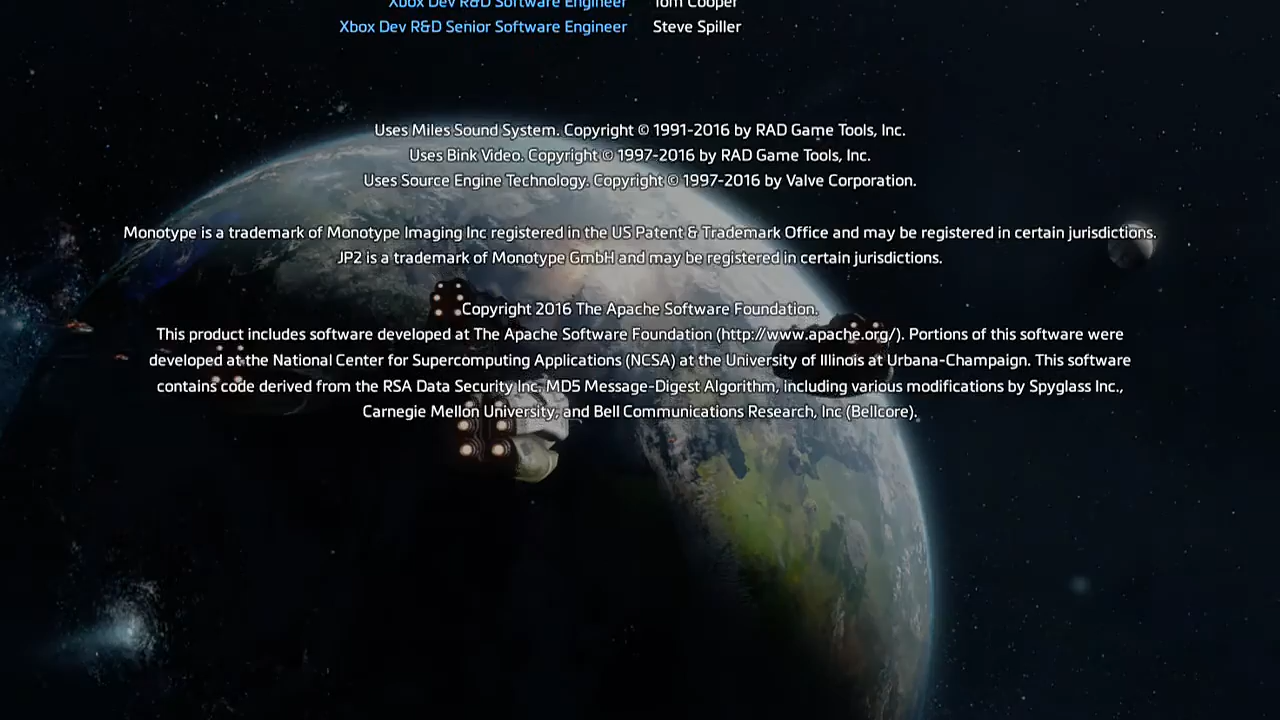 Xbox Dev R&D Software Engineer Tom Cooper
Xbox Dev R&D Senior Software Engineer Steve Spiller
Uses Miles Sound System. Copyright © 1991-2016 by RAD Game Tools, Inc.
Uses Bink Video. Copyright © 1997-2016 by RAD Game Tools, Inc.
Uses Source Engine Technology. Copyright © 1997-2016 by Valve Corporation.
Monotype is a trademark of Monotype Imaging Inc registered in the US Patent & Trademark Office and may be registered in certain jurisdictions.
JP2 is a trademark of Monotype GmbH and may be registered in certain jurisdictions.
Copyright 2016 The Apache Software Foundation.
This product includes software developed at The Apache Software Foundation (http://www.apache.org/). Portions of this software were
developed at the National Center for Supercomputing Applications (NCSA) at the University of Illinois at Urbana-Champaign. This software
contains code derived from the RSA Data Security Inc. MD5 Message-Digest Algorithm, including various modifications by Spyglass Inc.,
Carnegie Mellon University, and Bell Communications Research, Inc (Bellcore).